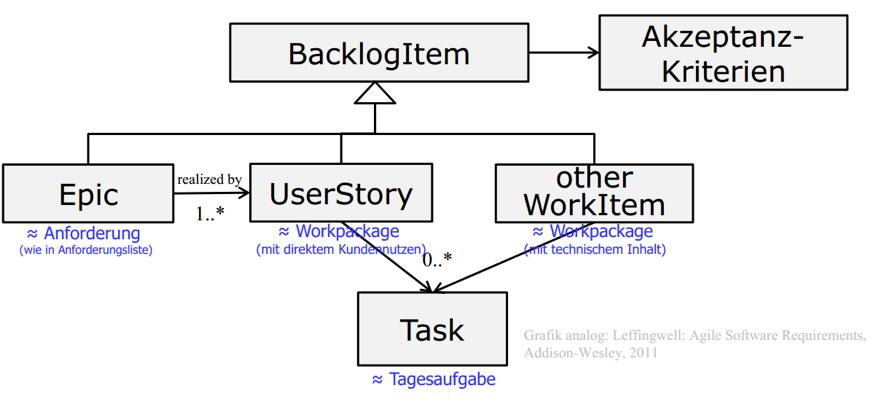 BacklogItem
Akzeptanz-
Kriterien
Epic
realized by
1..*
UserStory
other
WorkItem
≈ Anforderung
(wie in Anforderungsliste)
≈ Workpackage
(mit direktem Kundennutzen)
≈ Workpackage
(mit technischem Inhalt)
0..*
Task
≈ Tagesaufgabe
Grafik analog: Leffingwell: Agile Software Requirements,
Addison-Wesley, 2011